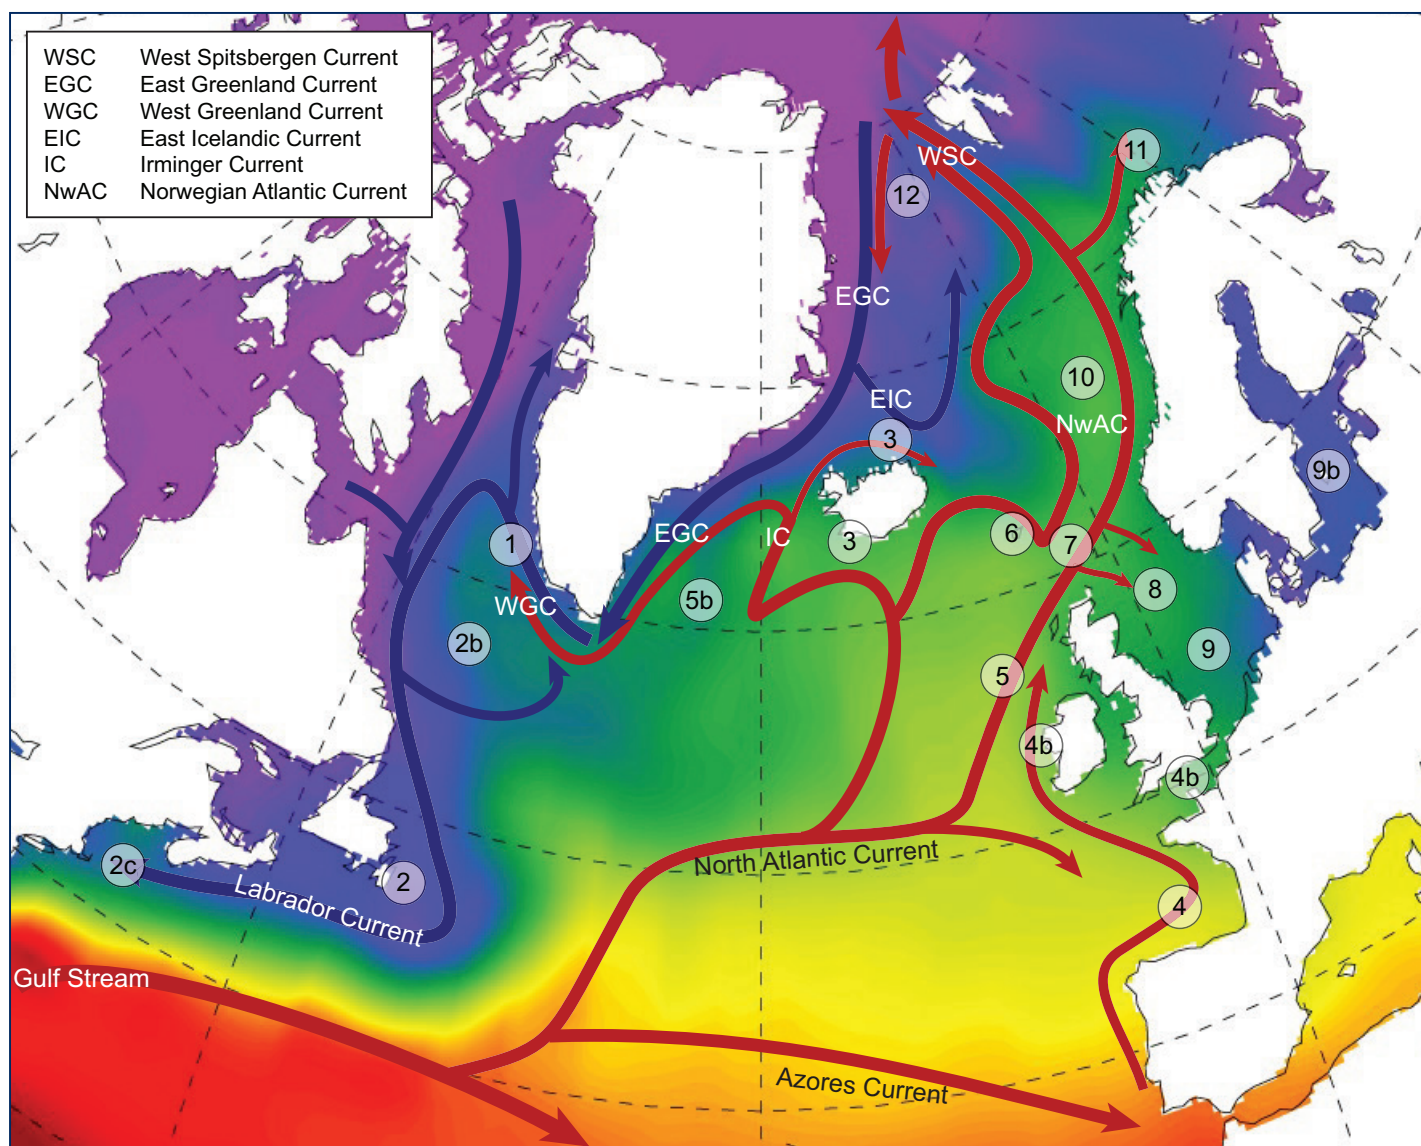 WSC West Spitsbergen Current
EGC East Greenland Current
WGC West Greenland Current
EIC East Icelandic Current
IC Irminger Current
NwAC Norwegian Atlantic Current
11
WSC
12
EGC
10
EIC
NwAC
3
9b
EGC
IC
3
6
7
1
8
WGC
5b
2b
9
5
4b
4b
North Atlantic Current
2c
2
Labrador Current
4
Gulf Stream
Azores Current